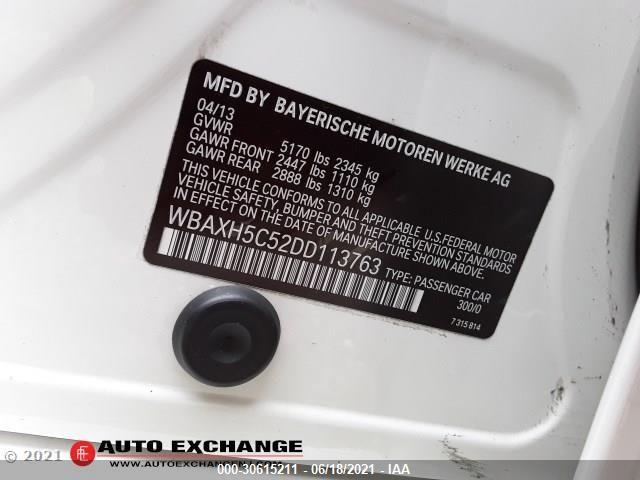 MFD BY BAYERISCHE MOTOREN WERKE AG
04/13
GVWR 5170 lbs 2345 kg
GAWR FRONT 2447 lbs 1110 kg
GAWR REAR 2888 lbs 1310 kg
THIS VEHICLE CONFORMS TO ALL APPLICABLE U.S.FEDERAL MOTOR
VEHICLE SAFETY, BUMPER AND THEFT PREVENTION STANDARDS
IN EFFECT ON THE DATE OF MANUFACTURE SHOWN ABOVE.
WBAXH5C52DD113763
TYPE: PASSENGER CAR
300/0
7 315 814
© 2021 AUTO EXCHANGE
000-30615211 - 06/18/2021 - IAA